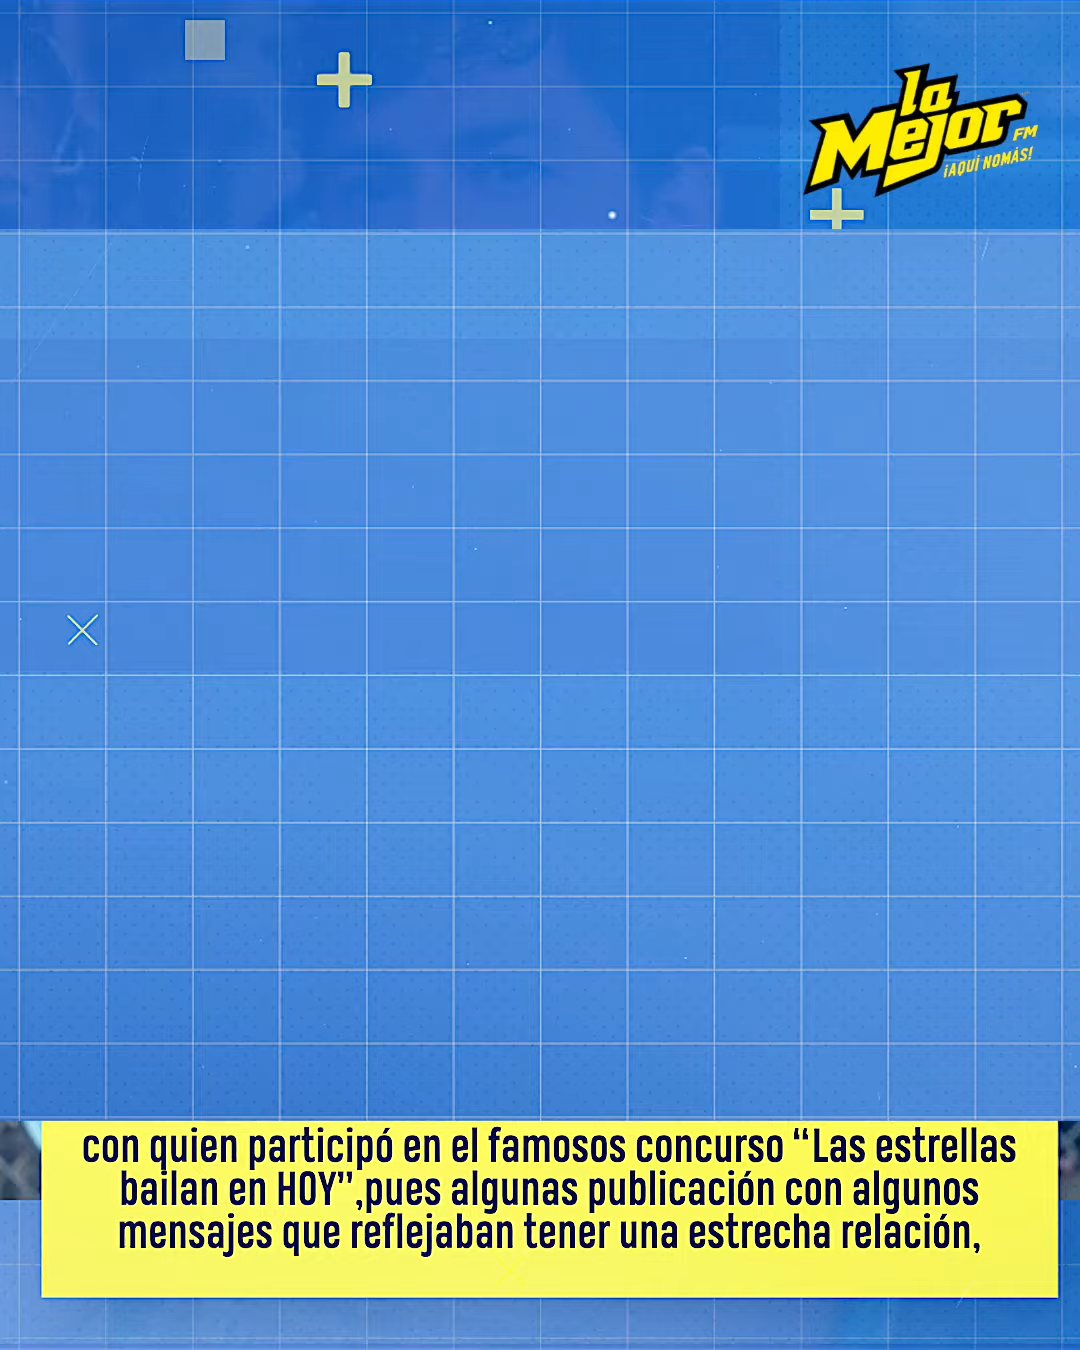 la
Mejor
FM
¡AQUÍ NOMÁS!
con quien participó en el famosos concurso “Las estrellas
bailan en HOY”,pues algunas publicación con algunos
mensajes que reflejaban tener una estrecha relación,